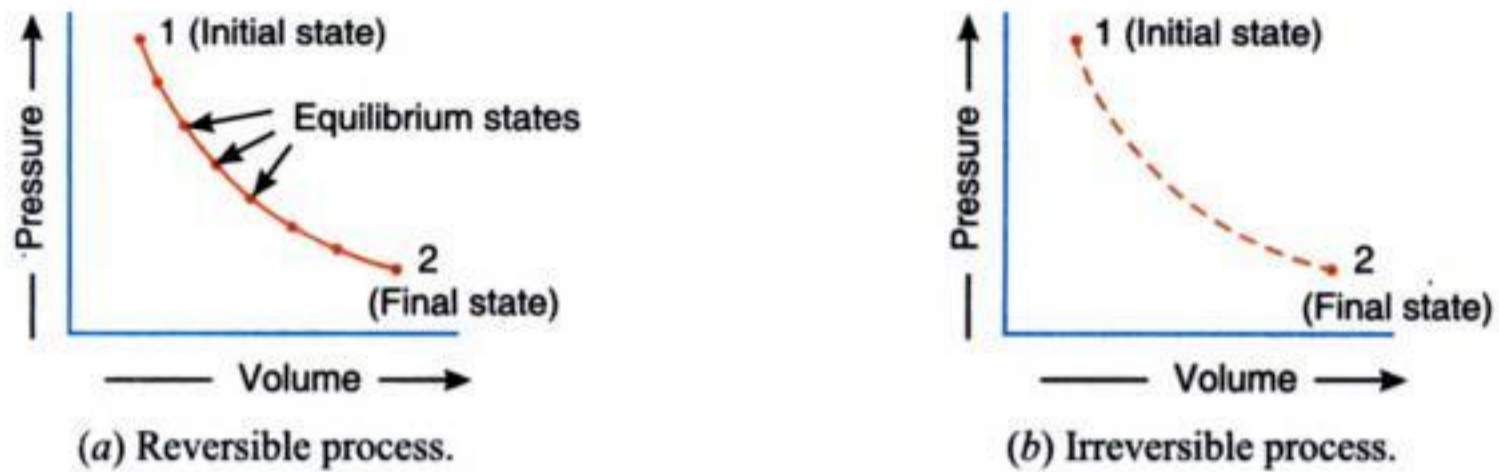 Pressure
1 (Initial state)
Equilibrium states
2
(Final state)
Volume
(a) Reversible process.
Pressure
1 (Initial state)
2
(Final state)
Volume
(b) Irreversible process.